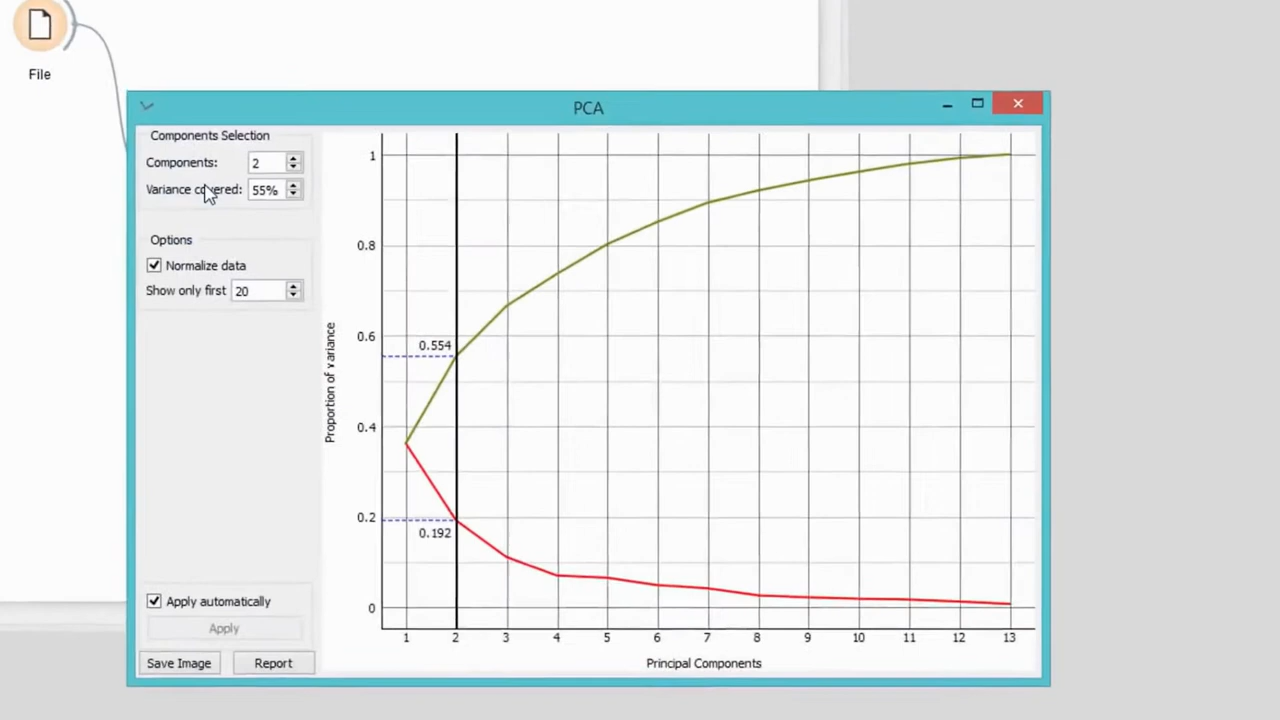 File
PCA
Components Selection
Components: 2
Variance covered: 55%
Options
Normalize data
Show only first 20
Apply automatically
Apply
Save Image Report
Proportion of variance
1
0.8
0.6
0.4
0.2
0
0.554
0.192
1 2 3 4 5 6 7 8 9 10 11 12 13
Principal Components